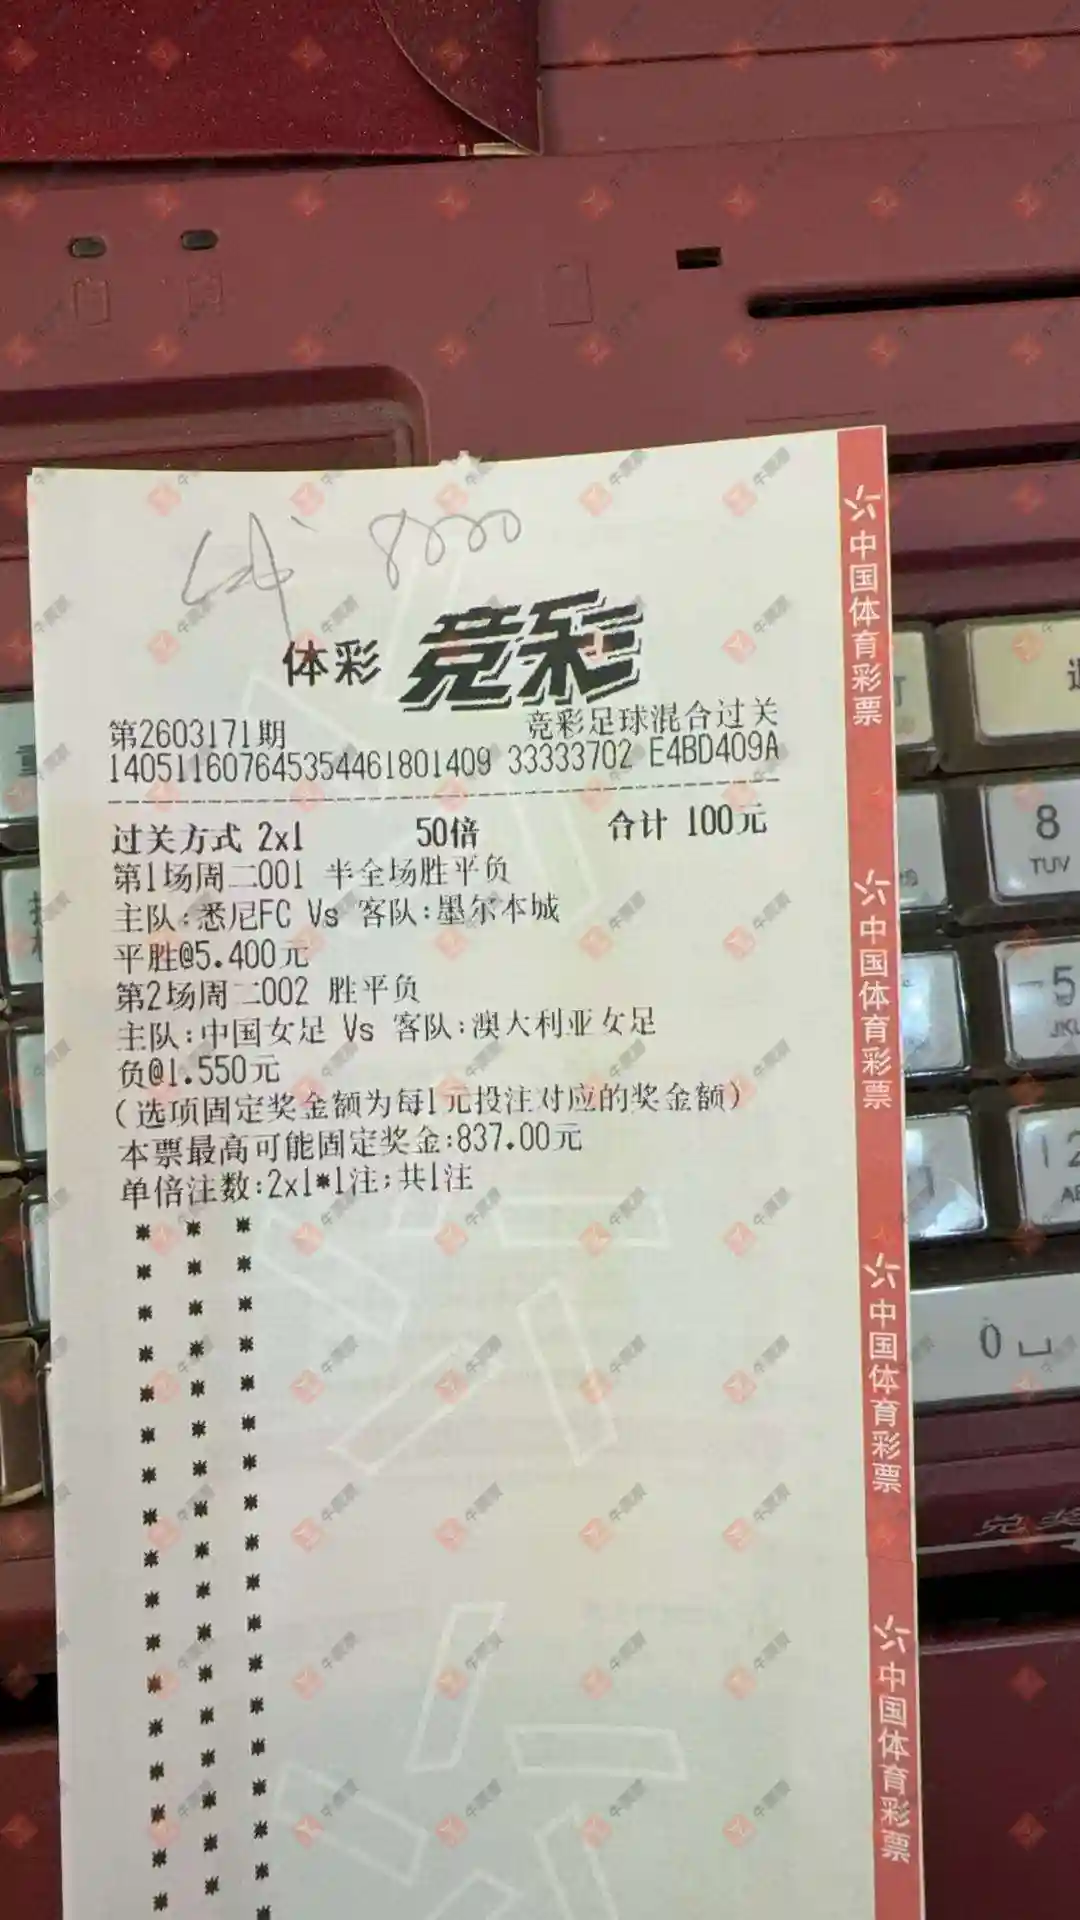 8000
体彩 竞彩
第2603171期 竞彩足球混合过关
140511607645354461801409 33333702 E4BD409A
过关方式 2x1 50倍 合计 100元
第1场周二001 半全场胜平负
主队:悉尼FC Vs 客队:墨尔本城
平胜@5.400元
第2场周二002 胜平负
主队:中国女足 Vs 客队:澳大利亚女足
负@1.550元
(选项固定奖金额为每1元投注对应的奖金额)
本票最高可能固定奖金:837.00元
单倍注数:2x1*1注;共1注
中国体育彩票
中国体育彩票
中国体育彩票
中国体育彩票
8
TUV
5
JKL
0
兑奖